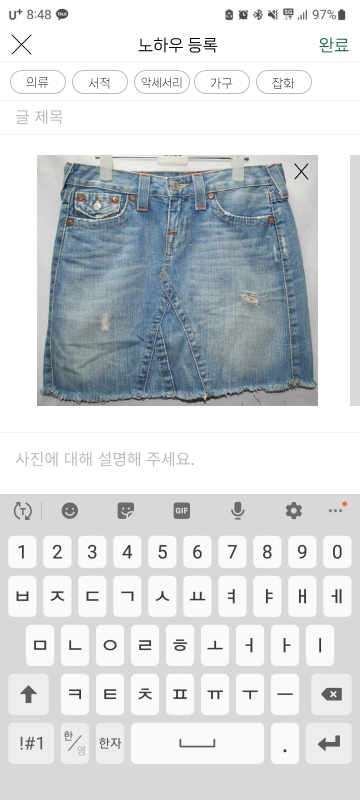 U+ 8:48 TALK 5G 97%
노하우 등록 완료
의류 서적 악세서리 가구 잡화
글 제목
사진에 대해 설명해 주세요.
T GIF
1 2 3 4 5 6 7 8 9 0
ㅂ ㅈ ㄷ ㄱ ㅅ ㅛ ㅕ ㅑ ㅐ ㅔ
ㅁ ㄴ ㅇ ㄹ ㅎ ㅗ ㅓ ㅏ ㅣ
ㅋ ㅌ ㅊ ㅍ ㅠ ㅜ ㅡ
!#1 한/영 한자 .